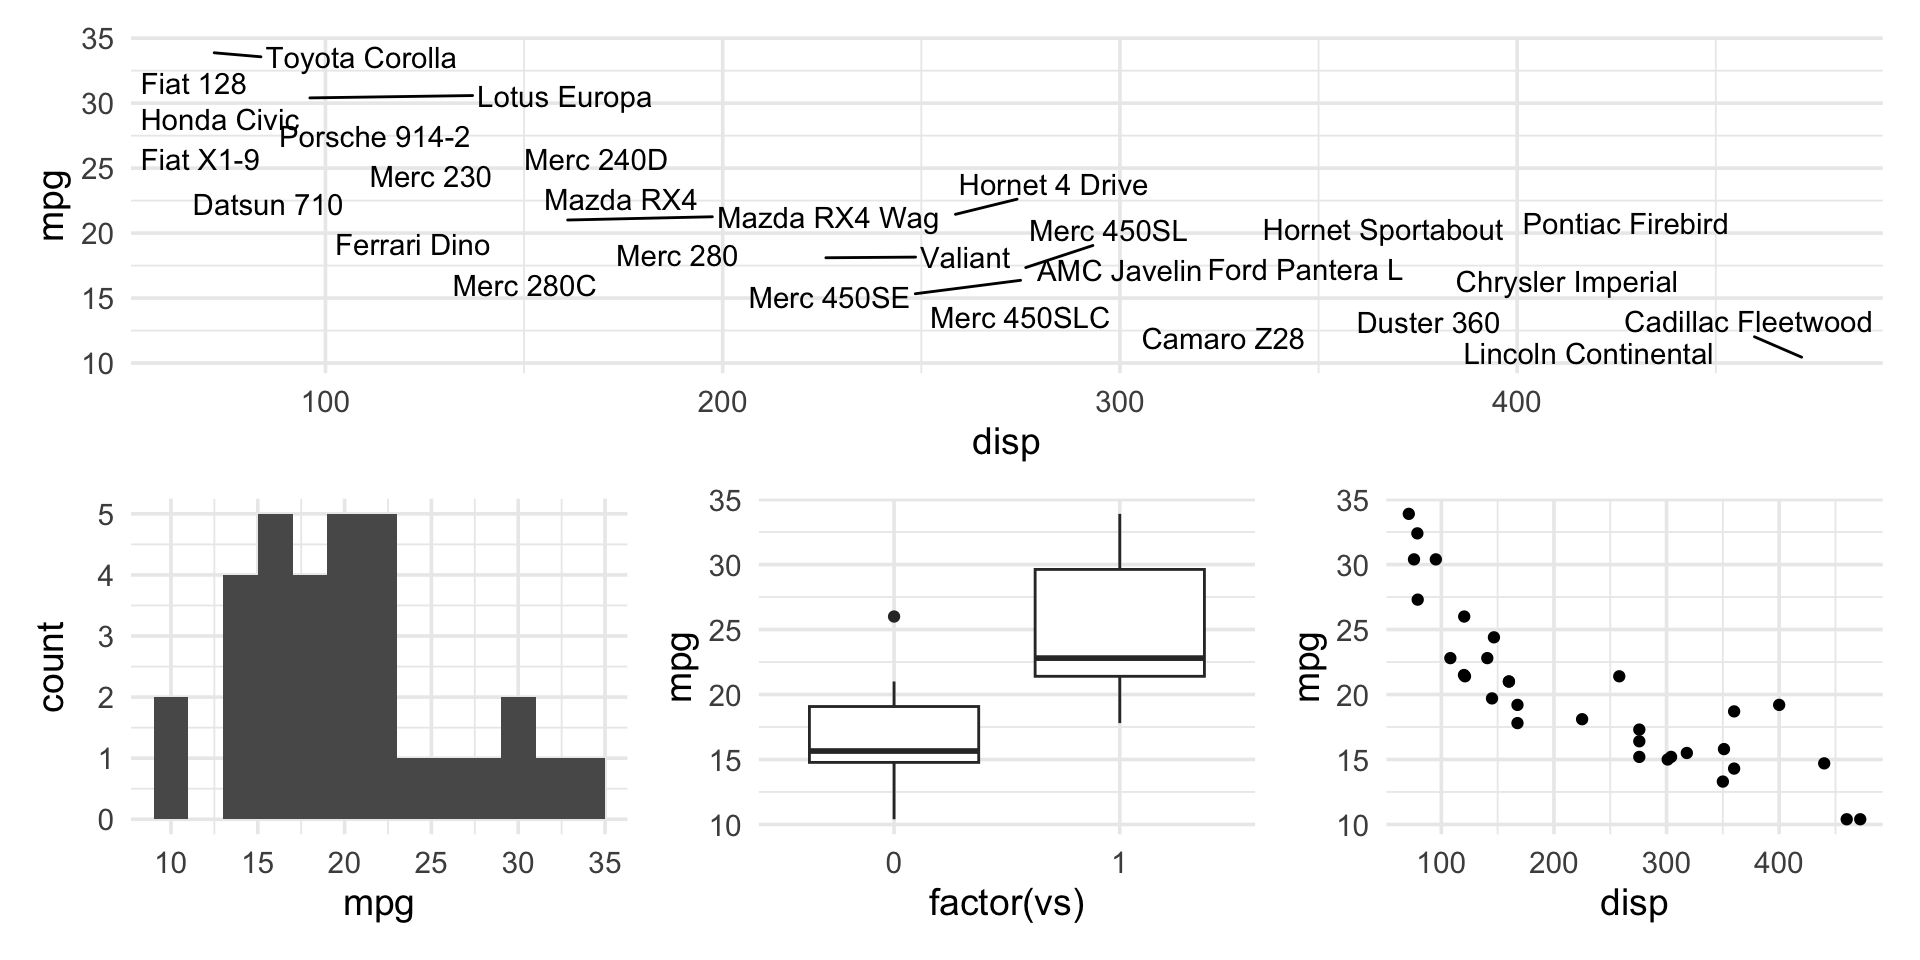 35
30
25
20
15
10
mpg
Toyota Corolla
Fiat 128
Lotus Europa
Honda Civic
Porsche 914-2
Fiat X1-9
Merc 240D
Merc 230
Hornet 4 Drive
Mazda RX4
Datsun 710
Mazda RX4 Wag
Pontiac Firebird
Merc 450SL
Hornet Sportabout
Ferrari Dino
Merc 280
Valiant
AMC Javelin
Ford Pantera L
Chrysler Imperial
Merc 280C
Merc 450SE
Merc 450SLC
Duster 360
Cadillac Fleetwood
Camaro Z28
Lincoln Continental
100 200 300 400
disp
5
4
3
2
1
0
count
10 15 20 25 30 35
mpg
35
30
25
20
15
10
mpg
0 1
factor(vs)
35
30
25
20
15
10
mpg
100 200 300 400
disp